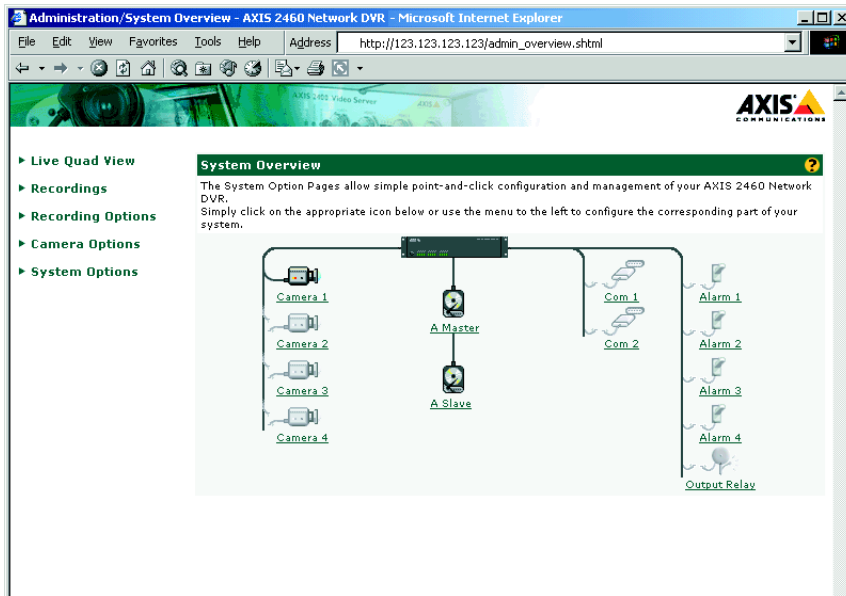 Administration/System Overview - AXIS 2460 Network DVR - Microsoft Internet Explorer
File Edit View Favorites Tools Help Address http://123.123.123.123/admin_overview.shtml
AXIS 2400 Video Server
AXIS
COMMUNICATIONS
Live Quad View
Recordings
Recording Options
Camera Options
System Options
System Overview ?
The System Option Pages allow simple point-and-click configuration and management of your AXIS 2460 Network
DVR.
Simply click on the appropriate icon below or use the menu to the left to configure the corresponding part of your
system.
Camera 1
Camera 2
Camera 3
Camera 4
A Master
A Slave
Com 1
Com 2
Alarm 1
Alarm 2
Alarm 3
Alarm 4
Output Relay